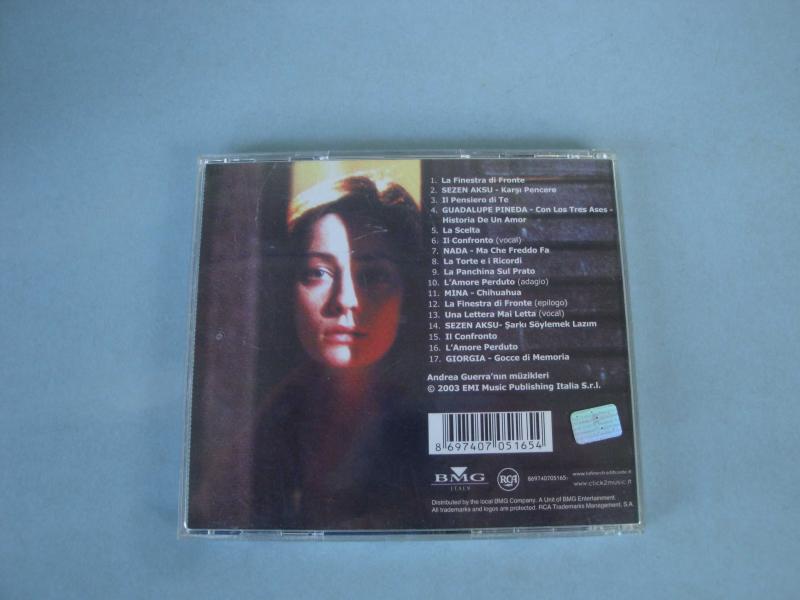 1. La Finestra di Fronte
2. SEZEN AKSU - Karşı Pencere
3. Il Pensiero di Te
4. GUADALUPE PINEDA - Con Los Tres Ases -
Historia De Un Amor
5. La Scelta
6. Il Confronto (vocal)
7. NADA - Ma Che Freddo Fa
8. La Torte e i Ricordi
9. La Panchina Sul Prato
10. L'Amore Perduto (adagio)
11. MINA - Chihuahua
12. La Finestra di Fronte (epilogo)
13. Una Lettera Mai Letta (vocal)
14. SEZEN AKSU- Şarkı Söylemek Lazım
15. Il Confronto
16. L'Amore Perduto
17. GIORGIA - Gocce di Memoria
Andrea Guerra'nın müzikleri
© 2003 EMI Music Publishing Italia S.r.l.
8 697407 051654
BMG
ITALY
RCA
869740705165-
www.lafinestradifronte.it
www.click2music.it
Distributed by the local BMG Company. A Unit of BMG Entertainment.
All trademarks and logos are protected. RCA Trademarks Management, S.A.